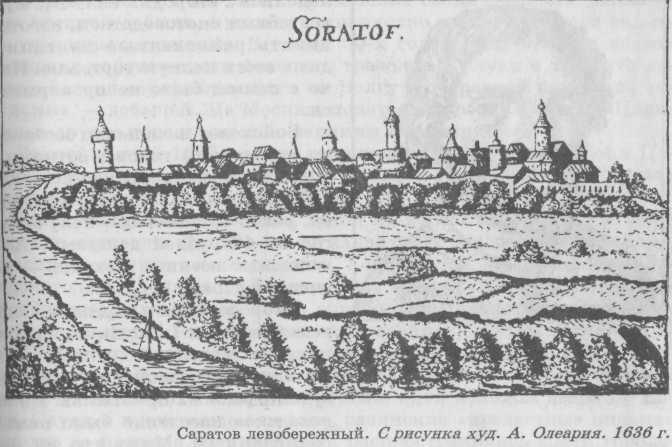 SORATOF.
Саратов левобережный. С рисунка худ. А. Олеария. 1636 г.